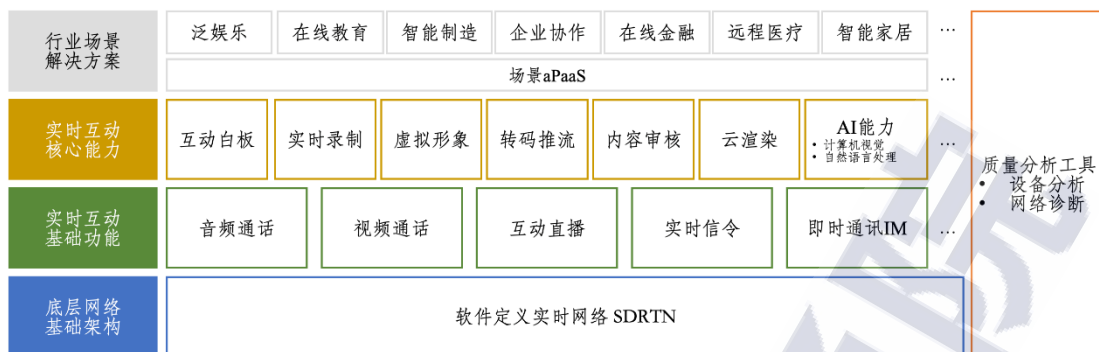 行业场景
解决方案
泛娱乐
在线教育
智能制造
企业协作
在线金融
远程医疗
智能家居
…
场景aPaaS
…
实时互动
核心能力
互动白板
实时录制
虚拟形象
转码推流
内容审核
云渲染
AI能力
• 计算机视觉
• 自然语言处理
…
实时互动
基础功能
音频通话
视频通话
互动直播
实时信令
即时通讯IM
…
底层网络
基础架构
软件定义实时网络 SDRTN
质量分析工具
• 设备分析
• 网络诊断
院